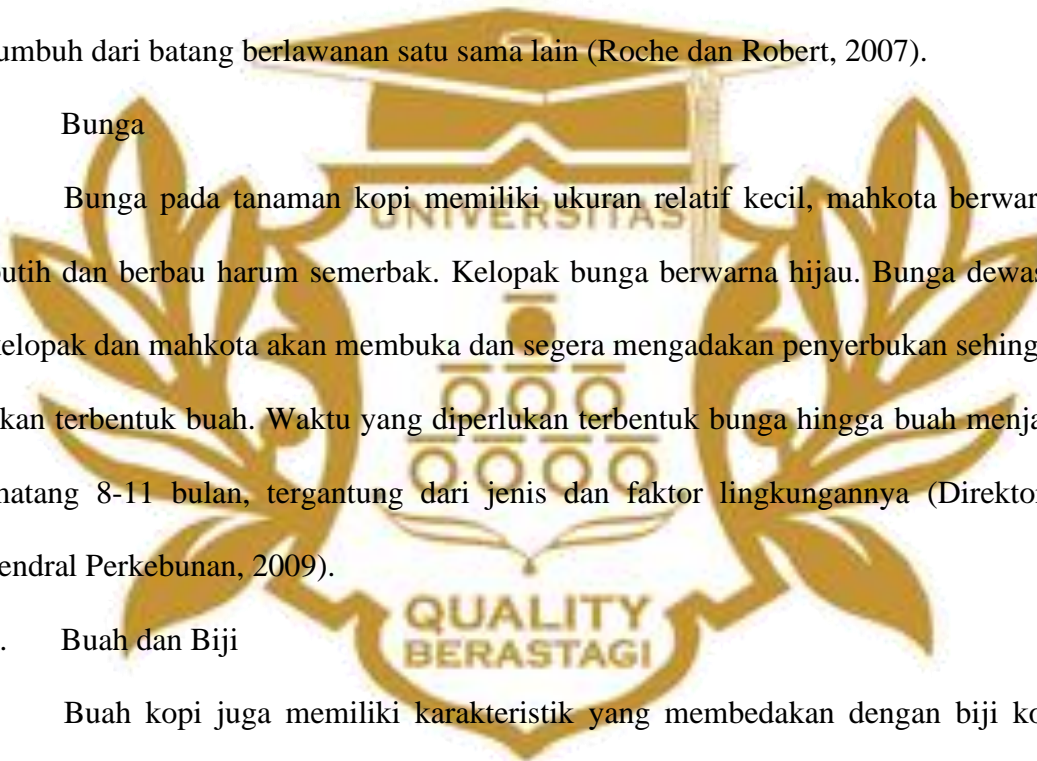 umbuh dari batang berlawanan satu sama lain (Roche dan Robert, 2007).
Bunga
Bunga pada tanaman kopi memiliki ukuran relatif kecil, mahkota berwar
UNIVERSITAS
utih dan berbau harum semerbak. Kelopak bunga berwarna hijau. Bunga dewas
elopak dan mahkota akan membuka dan segera mengadakan penyerbukan sehing
kan terbentuk buah. Waktu yang diperlukan terbentuk bunga hingga buah menja
atang 8-11 bulan, tergantung dari jenis dan faktor lingkungannya (Direktor
endral Perkebunan, 2009).
QUALITY
. Buah dan Biji
BERASTAGI
Buah kopi juga memiliki karakteristik yang membedakan dengan biji ko